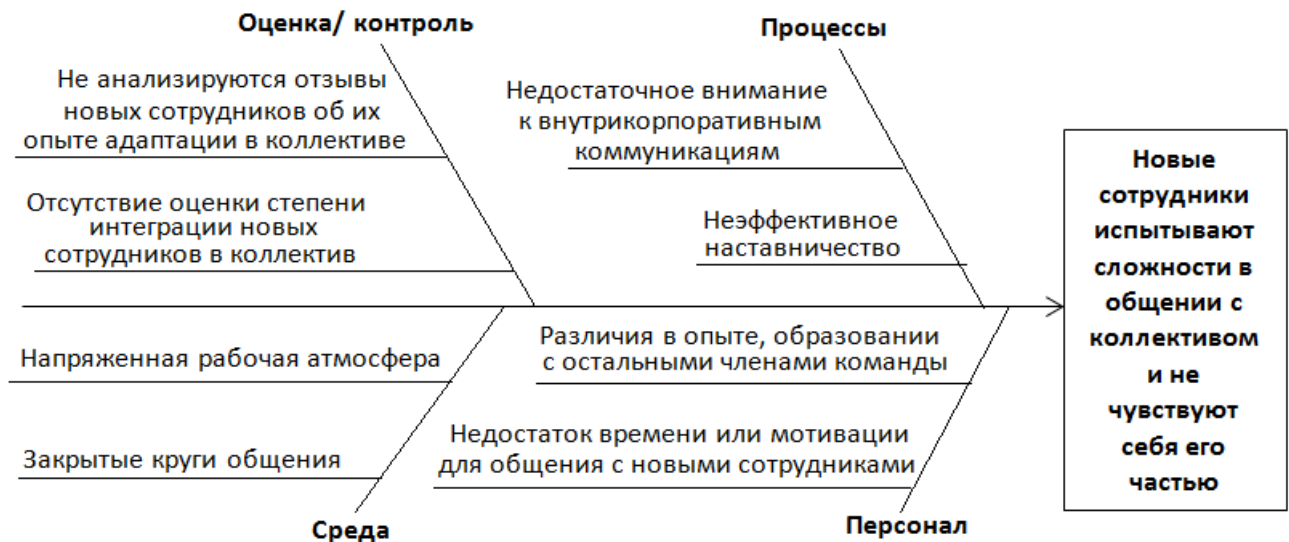 Оценка/ контроль
Не анализируются отзывы
новых сотрудников об их
опыте адаптации в коллективе
Отсутствие оценки степени
интеграции новых
сотрудников в коллектив
Процессы
Недостаточное внимание
к внутрикорпоративным
коммуникациям
Неэффективное
наставничество
Напряженная рабочая атмосфера
Закрытые круги общения
Среда
Различия в опыте, образовании
с остальными членами команды
Недостаток времени или мотивации
для общения с новыми сотрудниками
Персонал
Новые
сотрудники
испытывают
сложности в
общении с
коллективом
и не
чувствуют
себя его
частью